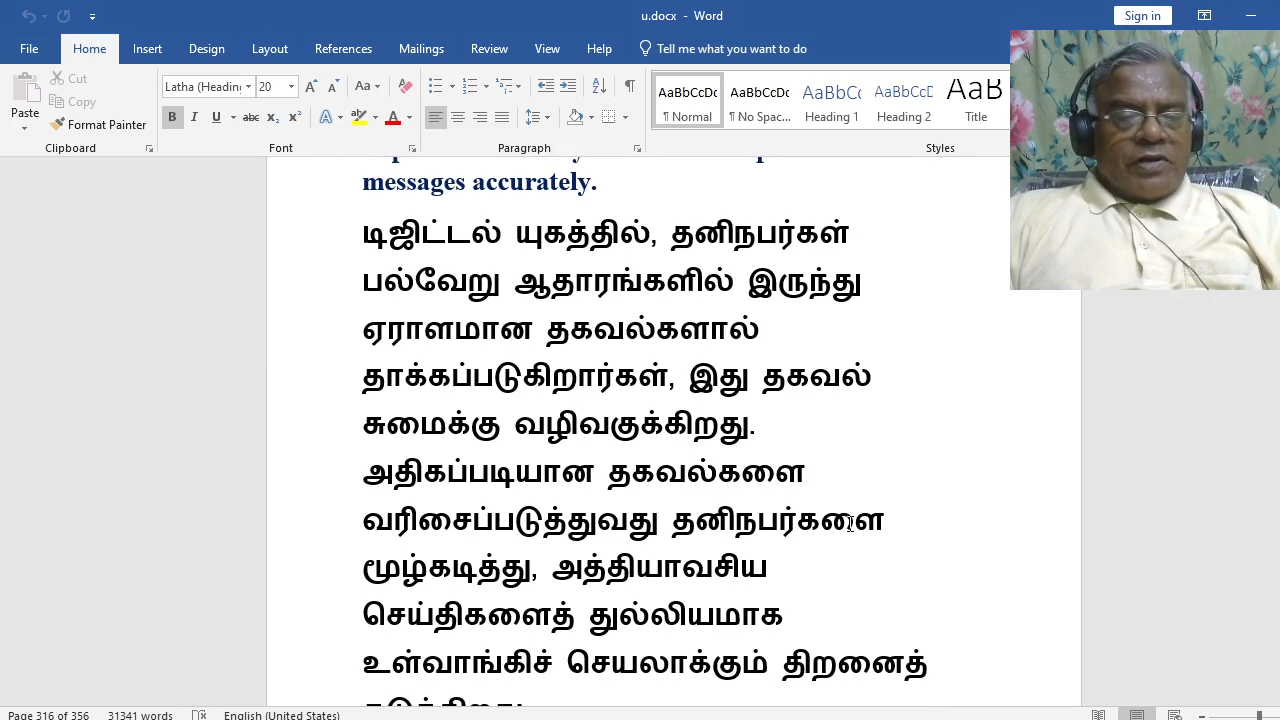 u.docx - Word
Sign in
File Home Insert Design Layout References Mailings Review View Help Tell me what you want to do
Paste
Cut
Copy
Format Painter
Latha (Heading
20
AaBbCcDc AaBbCcDc AaBbCc AaBbCcD AaB
¶ Normal ¶ No Spac... Heading 1 Heading 2 Title
Clipboard Font Paragraph Styles
messages accurately.
டிஜிட்டல் யுகத்தில், தனிநபர்கள்
பல்வேறு ஆதாரங்களில் இருந்து
ஏராளமான தகவல்களால்
தாக்கப்படுகிறார்கள், இது தகவல்
சுமைக்கு வழிவகுக்கிறது.
அதிகப்படியான தகவல்களை
வரிசைப்படுத்துவது தனிநபர்களை
மூழ்கடித்து, அத்தியாவசிய
செய்திகளைத் துல்லியமாக
உள்வாங்கிச் செயலாக்கும் திறனைத்
Page 316 of 356 31341 words English (United States)